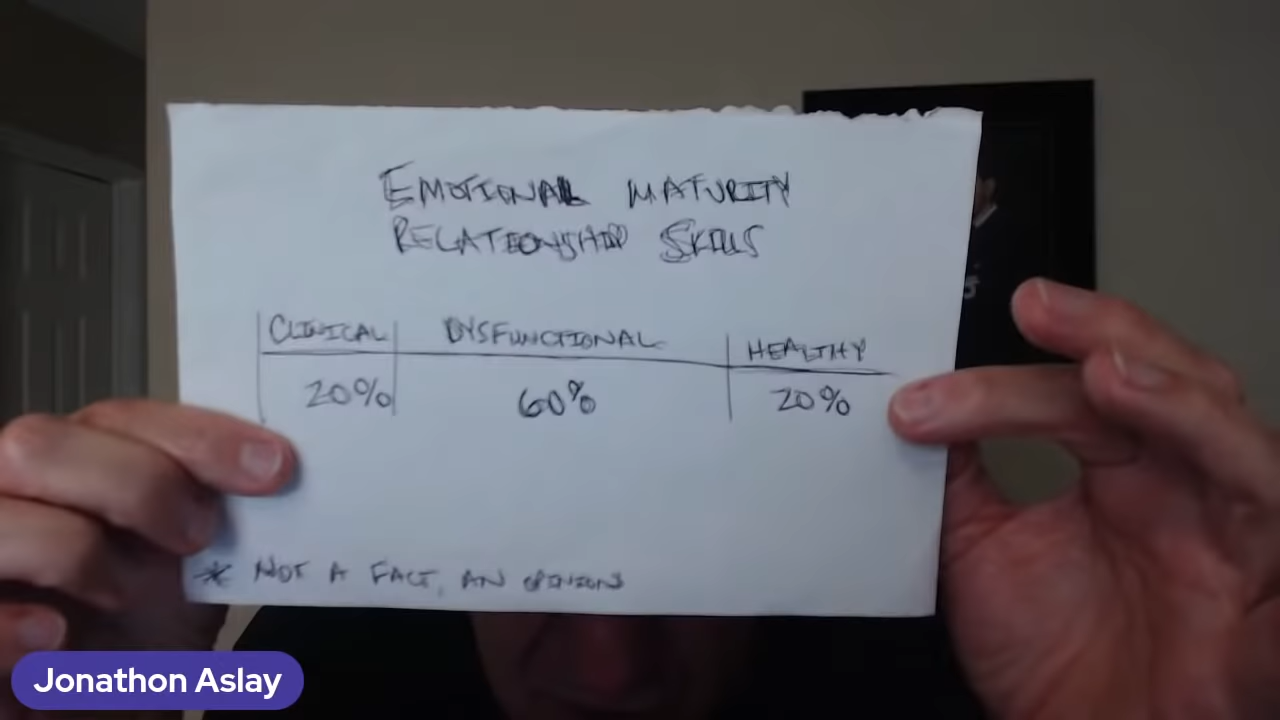 EMOTIONAL MATURITY
RELATIONSHIP SKILLS
CLINICAL DYSFUNCTIONAL HEALTHY
20% 60% 20%
* NOT A FACT, AN OPINION
Jonathon Aslay